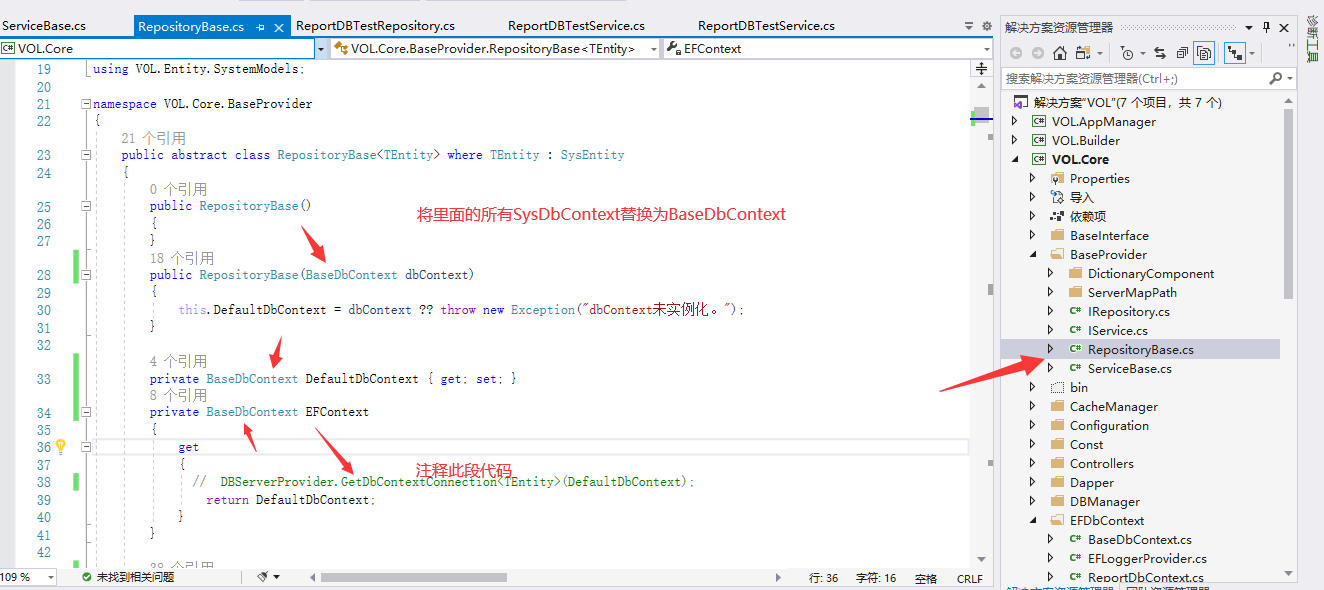 ServiceBase.cs
RepositoryBase.cs
ReportDBTestRepository.cs
ReportDBTestService.cs
ReportDBTestService.cs
VOL.Core
VOL.Core.BaseProvider.RepositoryBase<TEntity>
EFContext
19 using VOL.Entity.SystemModels;
20
21 namespace VOL.Core.BaseProvider
22 {
21 个引用
23 public abstract class RepositoryBase<TEntity> where TEntity : SysEntity
24 {
0 个引用
25 public RepositoryBase()
将里面的所有SysDbContext替换为BaseDbContext
26 {
27 }
18 个引用
28 public RepositoryBase(BaseDbContext dbContext)
29 {
30 this.DefaultDbContext = dbContext ?? throw new Exception("dbContext未实例化。");
31 }
32
4 个引用
33 private BaseDbContext DefaultDbContext { get; set; }
8 个引用
34 private BaseDbContext EFContext
35 {
36 get
37 {
注释此段代码
38 // DBServerProvider.GetDbContextConnection<TEntity>(DefaultDbContext);
39 return DefaultDbContext;
40 }
41 }
42
109 %
未找到相关问题
行: 36
字符: 16
空格
CRLF
解决方案资源管理器
搜索解决方案资源管理器(Ctrl+;)
解决方案"VOL"(7 个项目，共 7 个)
VOL.AppManager
VOL.Builder
VOL.Core
Properties
导入
依赖项
BaseInterface
BaseProvider
DictionaryComponent
ServerMapPath
IRepository.cs
IService.cs
RepositoryBase.cs
ServiceBase.cs
bin
CacheManager
Configuration
Const
Controllers
Dapper
DBManager
EFDbContext
BaseDbContext.cs
EFLoggerProvider.cs
ReportDbContext.cs
诊断工具